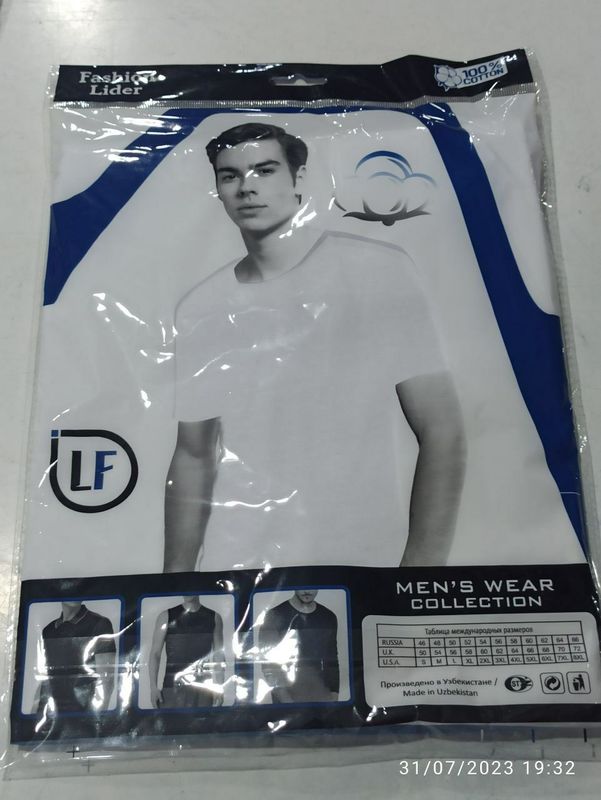 Fashion
Lider
100%
COTTON
LF
MEN'S WEAR
COLLECTION
Таблица международных размеров
RUSSIA 46 48 50 52 54 56 58 60 62 64 66
U.K. 50 54 56 58 60 62 64 66 68 70 72
U.S.A. S M L XL 2XL 3XL 4XL 5XL 6XL 7XL 8XL
Произведено в Узбекистане /
Made in Uzbekistan
31/07/2023 19:32